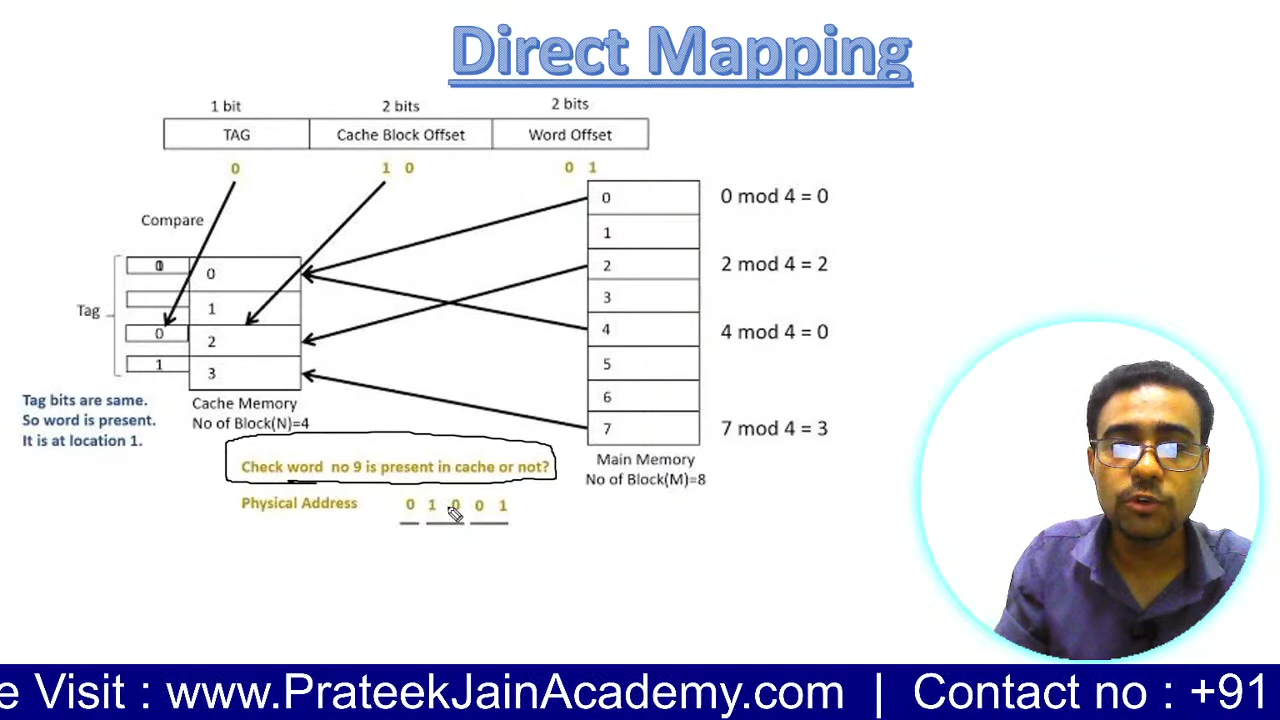 Direct Mapping
1 bit 2 bits 2 bits
TAG Cache Block Offset Word Offset
0 1 0 0 1
Compare
Tag
0
1
2
3
0
1
Cache Memory
No of Block(N)=4
Tag bits are same.
So word is present.
It is at location 1.
0
1
2
3
4
5
6
7
Main Memory
No of Block(M)=8
0 mod 4 = 0
2 mod 4 = 2
4 mod 4 = 0
7 mod 4 = 3
Check word no 9 is present in cache or not?
Physical Address 0 1 0 0 1
e Visit : www.PrateekJainAcademy.com | Contact no : +91